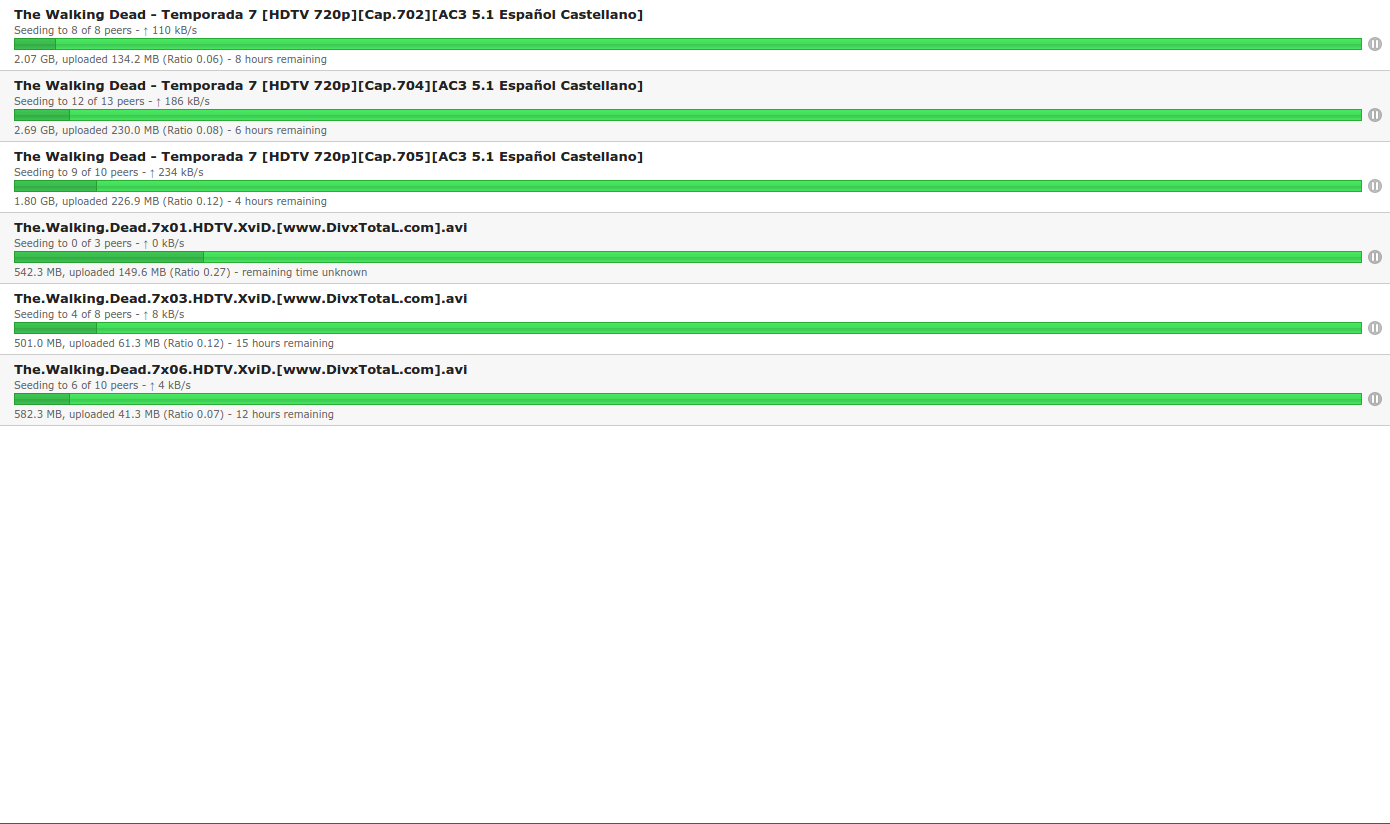 The Walking Dead - Temporada 7 [HDTV 720p][Cap.702][AC3 5.1 Español Castellano]
Seeding to 8 of 8 peers - ↑ 110 kB/s
2.07 GB, uploaded 134.2 MB (Ratio 0.06) - 8 hours remaining
The Walking Dead - Temporada 7 [HDTV 720p][Cap.704][AC3 5.1 Español Castellano]
Seeding to 12 of 13 peers - ↑ 186 kB/s
2.69 GB, uploaded 230.0 MB (Ratio 0.08) - 6 hours remaining
The Walking Dead - Temporada 7 [HDTV 720p][Cap.705][AC3 5.1 Español Castellano]
Seeding to 9 of 10 peers - ↑ 234 kB/s
1.80 GB, uploaded 226.9 MB (Ratio 0.12) - 4 hours remaining
The.Walking.Dead.7x01.HDTV.XviD.[www.DivxTotaL.com].avi
Seeding to 0 of 3 peers - ↑ 0 kB/s
542.3 MB, uploaded 149.6 MB (Ratio 0.27) - remaining time unknown
The.Walking.Dead.7x03.HDTV.XviD.[www.DivxTotaL.com].avi
Seeding to 4 of 8 peers - ↑ 8 kB/s
501.0 MB, uploaded 61.3 MB (Ratio 0.12) - 15 hours remaining
The.Walking.Dead.7x06.HDTV.XviD.[www.DivxTotaL.com].avi
Seeding to 6 of 10 peers - ↑ 4 kB/s
582.3 MB, uploaded 41.3 MB (Ratio 0.07) - 12 hours remaining